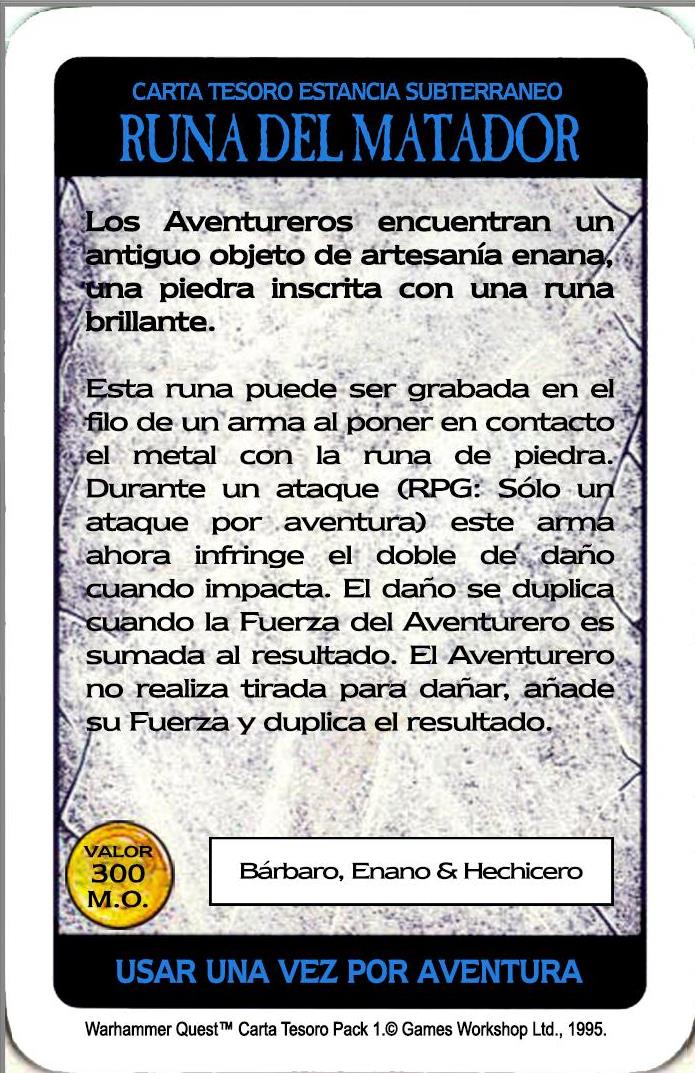 CARTA TESORO ESTANCIA SUBTERRANEO
RUNA DEL MATADOR
Los Aventureros encuentran un
antiguo objeto de artesanía enana,
una piedra inscrita con una runa
brillante.
Esta runa puede ser grabada en el
filo de un arma al poner en contacto
el metal con la runa de piedra.
Durante un ataque (RPG: Sólo un
ataque por aventura) este arma
ahora infringe el doble de daño
cuando impacta. El daño se duplica
cuando la Fuerza del Aventurero es
sumada al resultado. El Aventurero
no realiza tirada para dañar, añade
su Fuerza y duplica el resultado.
VALOR
300
M.O.
Bárbaro, Enano & Hechicero
USAR UNA VEZ POR AVENTURA
Warhammer Quest™ Carta Tesoro Pack 1.© Games Workshop Ltd., 1995.